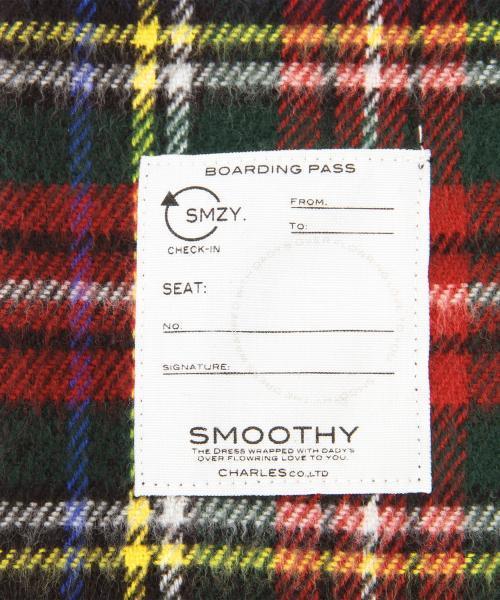 BOARDING PASS
SMZY.
CHECK-IN
FROM.
TO:
SEAT:
NO.
SIGNATURE:
SMOOTHY
THE DRESS WRAPPED WITH DADY'S
OVER FLOWRING LOVE TO YOU.
CHARLES CO.,LTD